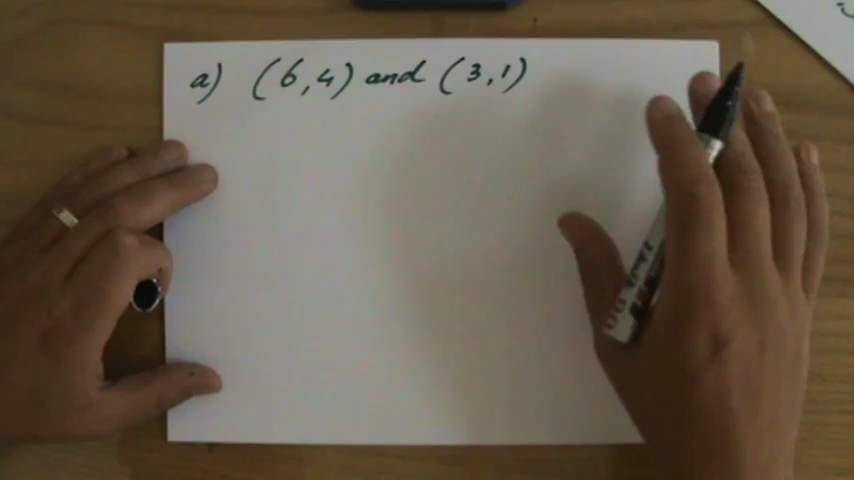 a) (6,4) and (3,1)